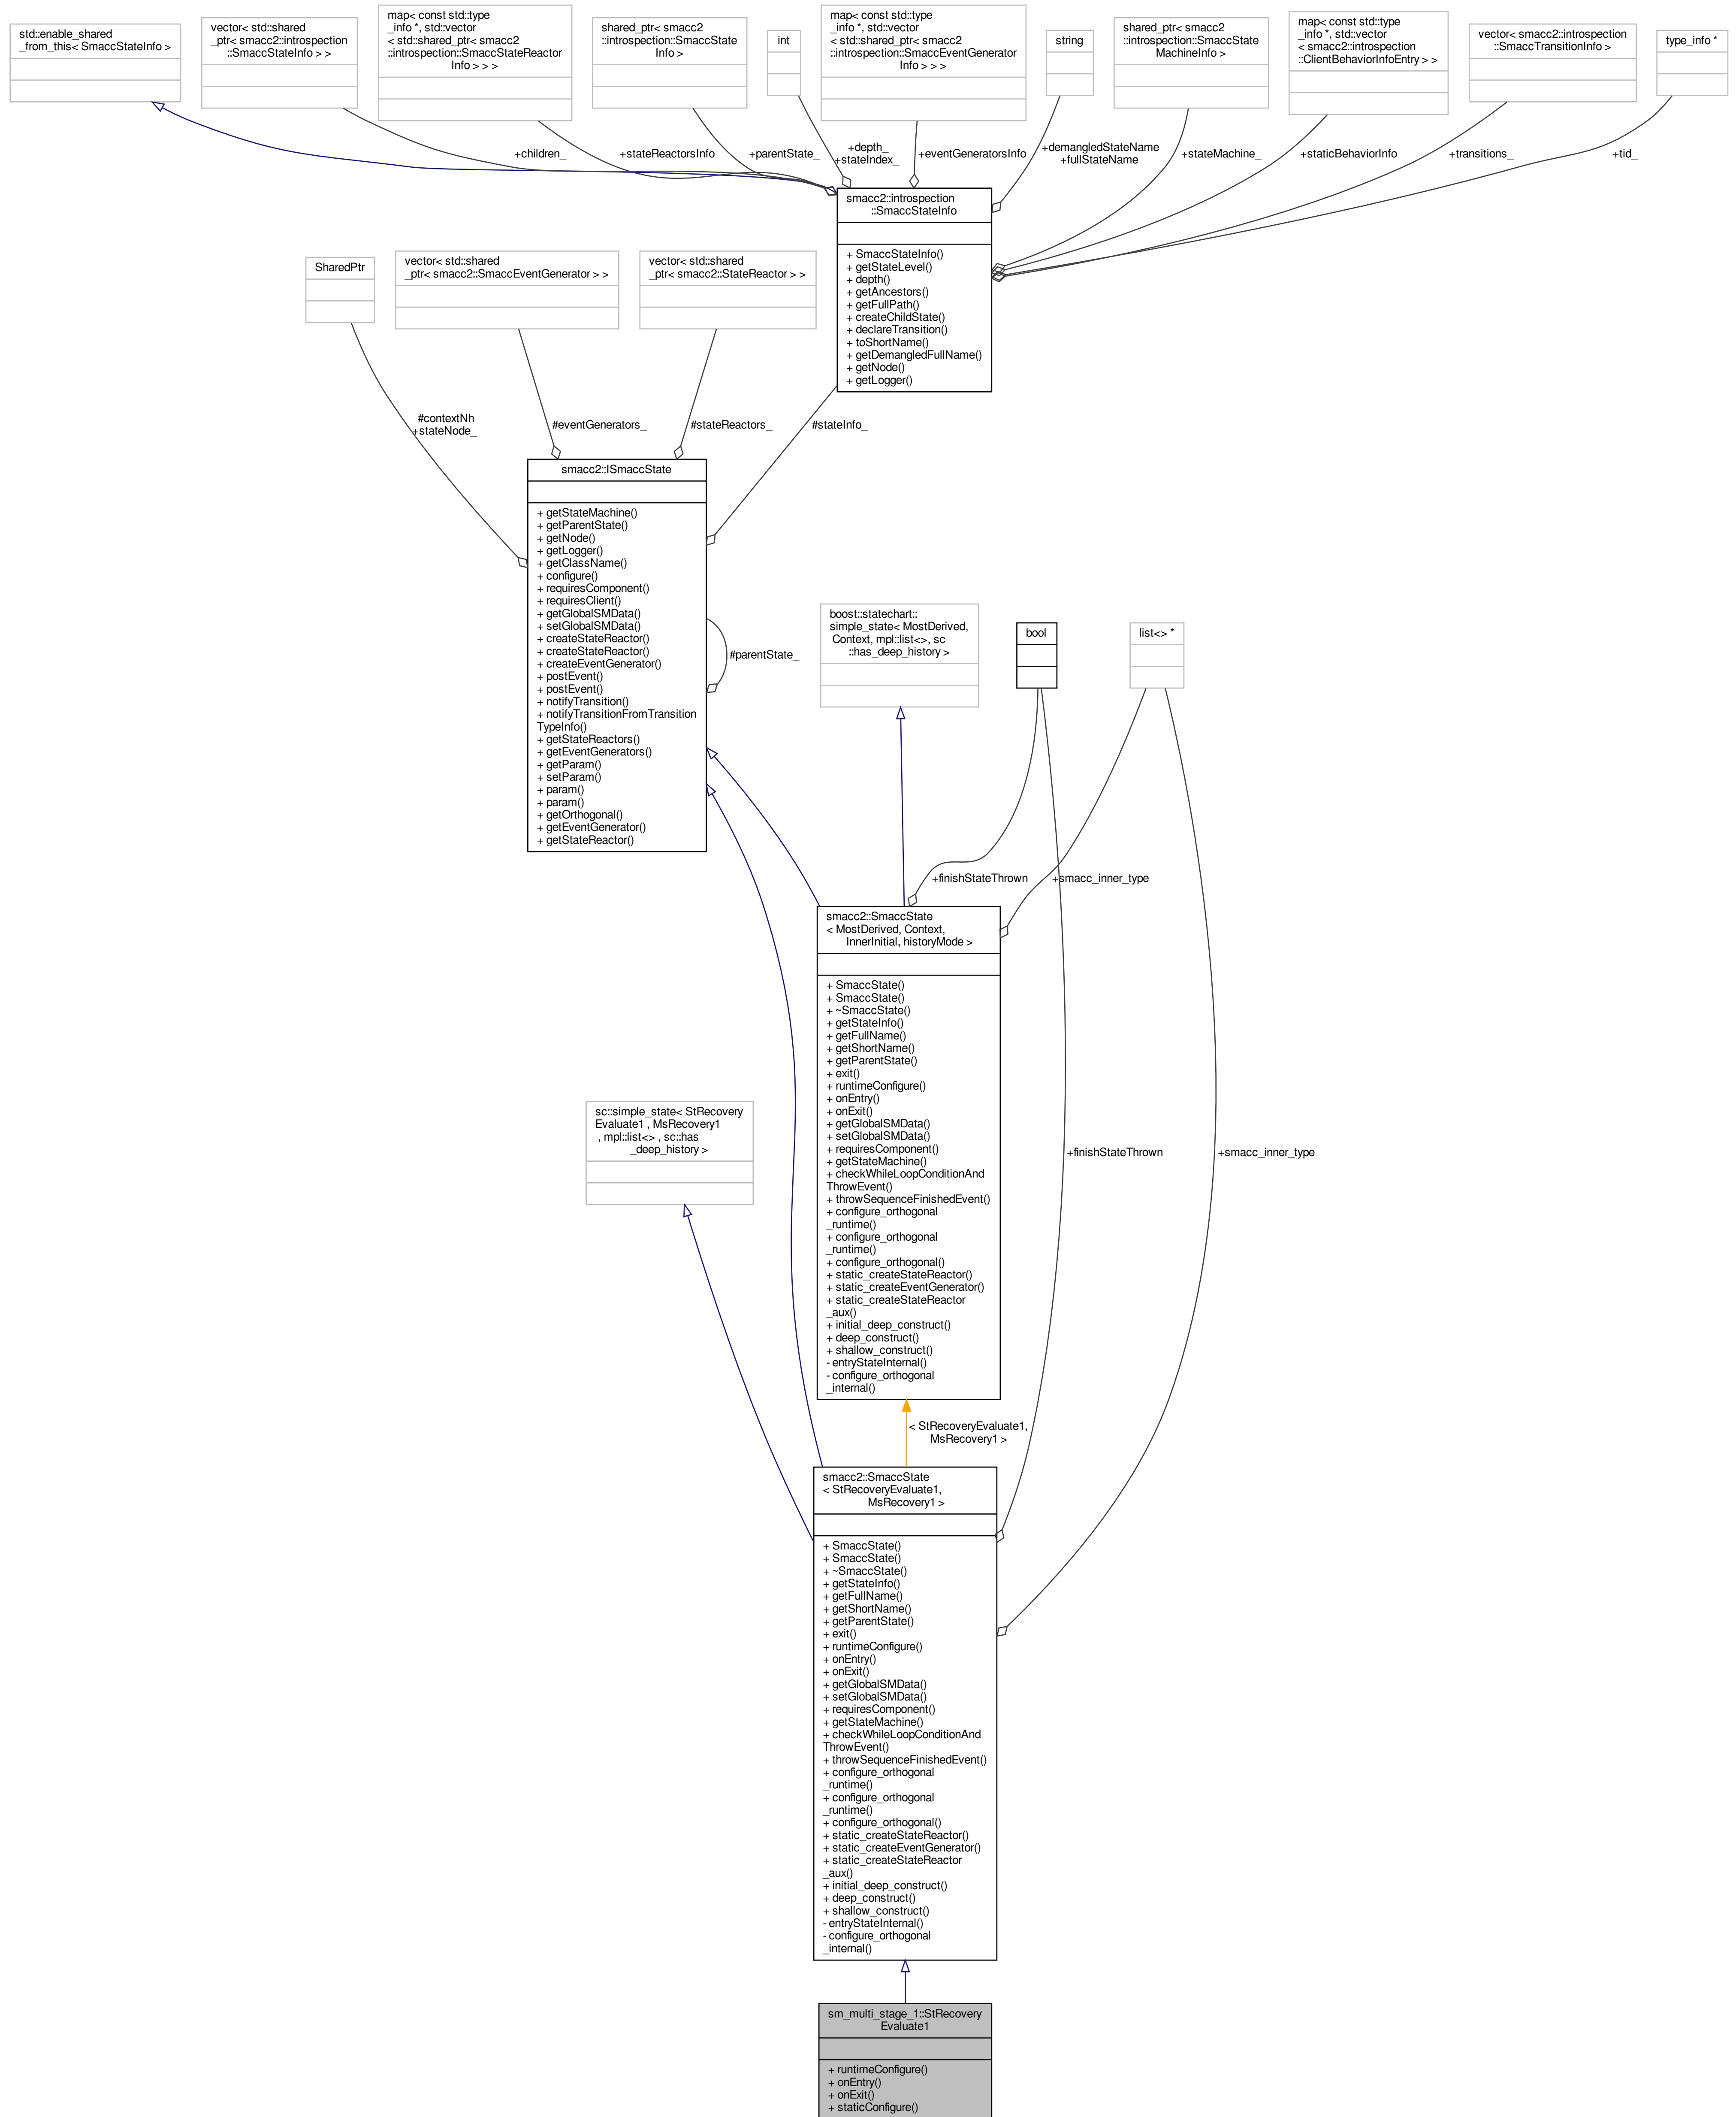 std::enable_shared
_from_this< SmaccStateInfo >
vector< std::shared
_ptr< smacc2::introspection
::SmaccStateInfo > >
map< const std::type
_info *, std::vector
< std::shared_ptr< smacc2
::introspection::SmaccStateReactor
Info > > >
shared_ptr< smacc2
::introspection::SmaccState
Info >
int
map< const std::type
_info *, std::vector
< std::shared_ptr< smacc2
::introspection::SmaccEventGenerator
Info > > >
string
shared_ptr< smacc2
::introspection::SmaccState
MachineInfo >
map< const std::type
_info *, std::vector
< smacc2::introspection
::ClientBehaviorInfoEntry > >
vector< smacc2::introspection
::SmaccTransitionInfo >
type_info *
+children_
+stateReactorsInfo
+parentState_
+depth_
+stateIndex_
+eventGeneratorsInfo
+demangledStateName
+fullStateName
+stateMachine_
+staticBehaviorInfo
+transitions_
+tid_
smacc2::introspection
::SmaccStateInfo
+ SmaccStateInfo()
+ getStateLevel()
+ depth()
+ getAncestors()
+ getFullPath()
+ createChildState()
+ declareTransition()
+ toShortName()
+ getDemangledFullName()
+ getNode()
+ getLogger()
SharedPtr
vector< std::shared
_ptr< smacc2::SmaccEventGenerator > >
vector< std::shared
_ptr< smacc2::StateReactor > >
#contextNh
+stateNode_
#eventGenerators_
#stateReactors_
#stateInfo_
smacc2::ISmaccState
+ getStateMachine()
+ getParentState()
+ getNode()
+ getLogger()
+ getClassName()
+ configure()
+ requiresComponent()
+ requiresClient()
+ getGlobalSMData()
+ setGlobalSMData()
+ createStateReactor()
+ createStateReactor()
+ createEventGenerator()
+ postEvent()
+ postEvent()
+ notifyTransition()
+ notifyTransitionFromTransition
TypeInfo()
+ getStateReactors()
+ getEventGenerators()
+ getParam()
+ setParam()
+ param()
+ param()
+ getOrthogonal()
+ getEventGenerator()
+ getStateReactor()
#parentState_
boost::statechart::
simple_state< MostDerived,
Context, mpl::list<>, sc
::has_deep_history >
bool
list<> *
+finishStateThrown
+smacc_inner_type
smacc2::SmaccState
< MostDerived, Context,
InnerInitial, historyMode >
+ SmaccState()
+ SmaccState()
+ ~SmaccState()
+ getStateInfo()
+ getFullName()
+ getShortName()
+ getParentState()
+ exit()
+ runtimeConfigure()
+ onEntry()
+ onExit()
+ getGlobalSMData()
+ setGlobalSMData()
+ requiresComponent()
+ getStateMachine()
+ checkWhileLoopConditionAnd
ThrowEvent()
+ throwSequenceFinishedEvent()
+ configure_orthogonal
_runtime()
+ configure_orthogonal
_runtime()
+ configure_orthogonal()
+ static_createStateReactor()
+ static_createEventGenerator()
+ static_createStateReactor
_aux()
+ initial_deep_construct()
+ deep_construct()
+ shallow_construct()
- entryStateInternal()
- configure_orthogonal
_internal()
sc::simple_state< StRecovery
Evaluate1 , MsRecovery1
, mpl::list<> , sc::has
_deep_history >
+finishStateThrown
+smacc_inner_type
< StRecoveryEvaluate1,
MsRecovery1 >
smacc2::SmaccState
< StRecoveryEvaluate1,
MsRecovery1 >
+ SmaccState()
+ SmaccState()
+ ~SmaccState()
+ getStateInfo()
+ getFullName()
+ getShortName()
+ getParentState()
+ exit()
+ runtimeConfigure()
+ onEntry()
+ onExit()
+ getGlobalSMData()
+ setGlobalSMData()
+ requiresComponent()
+ getStateMachine()
+ checkWhileLoopConditionAnd
ThrowEvent()
+ throwSequenceFinishedEvent()
+ configure_orthogonal
_runtime()
+ configure_orthogonal
_runtime()
+ configure_orthogonal()
+ static_createStateReactor()
+ static_createEventGenerator()
+ static_createStateReactor
_aux()
+ initial_deep_construct()
+ deep_construct()
+ shallow_construct()
- entryStateInternal()
- configure_orthogonal
_internal()
sm_multi_stage_1::StRecovery
Evaluate1
+ runtimeConfigure()
+ onEntry()
+ onExit()
+ staticConfigure()